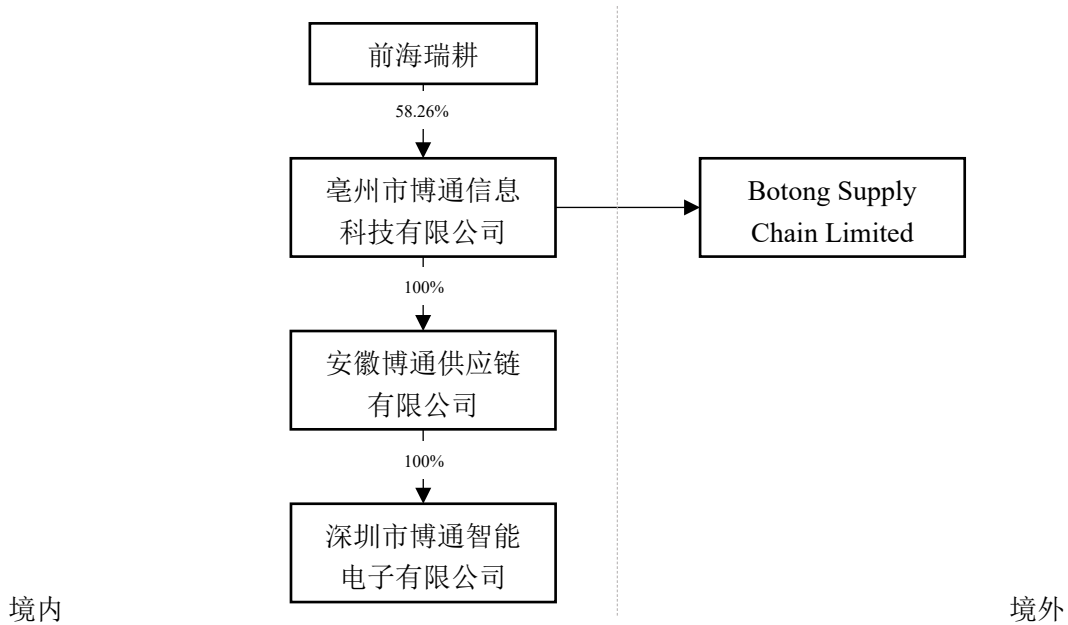 前海瑞耕
58.26%
亳州市博通信息
科技有限公司
Botong Supply
Chain Limited
100%
安徽博通供应链
有限公司
100%
深圳市博通智能
电子有限公司
境内
境外